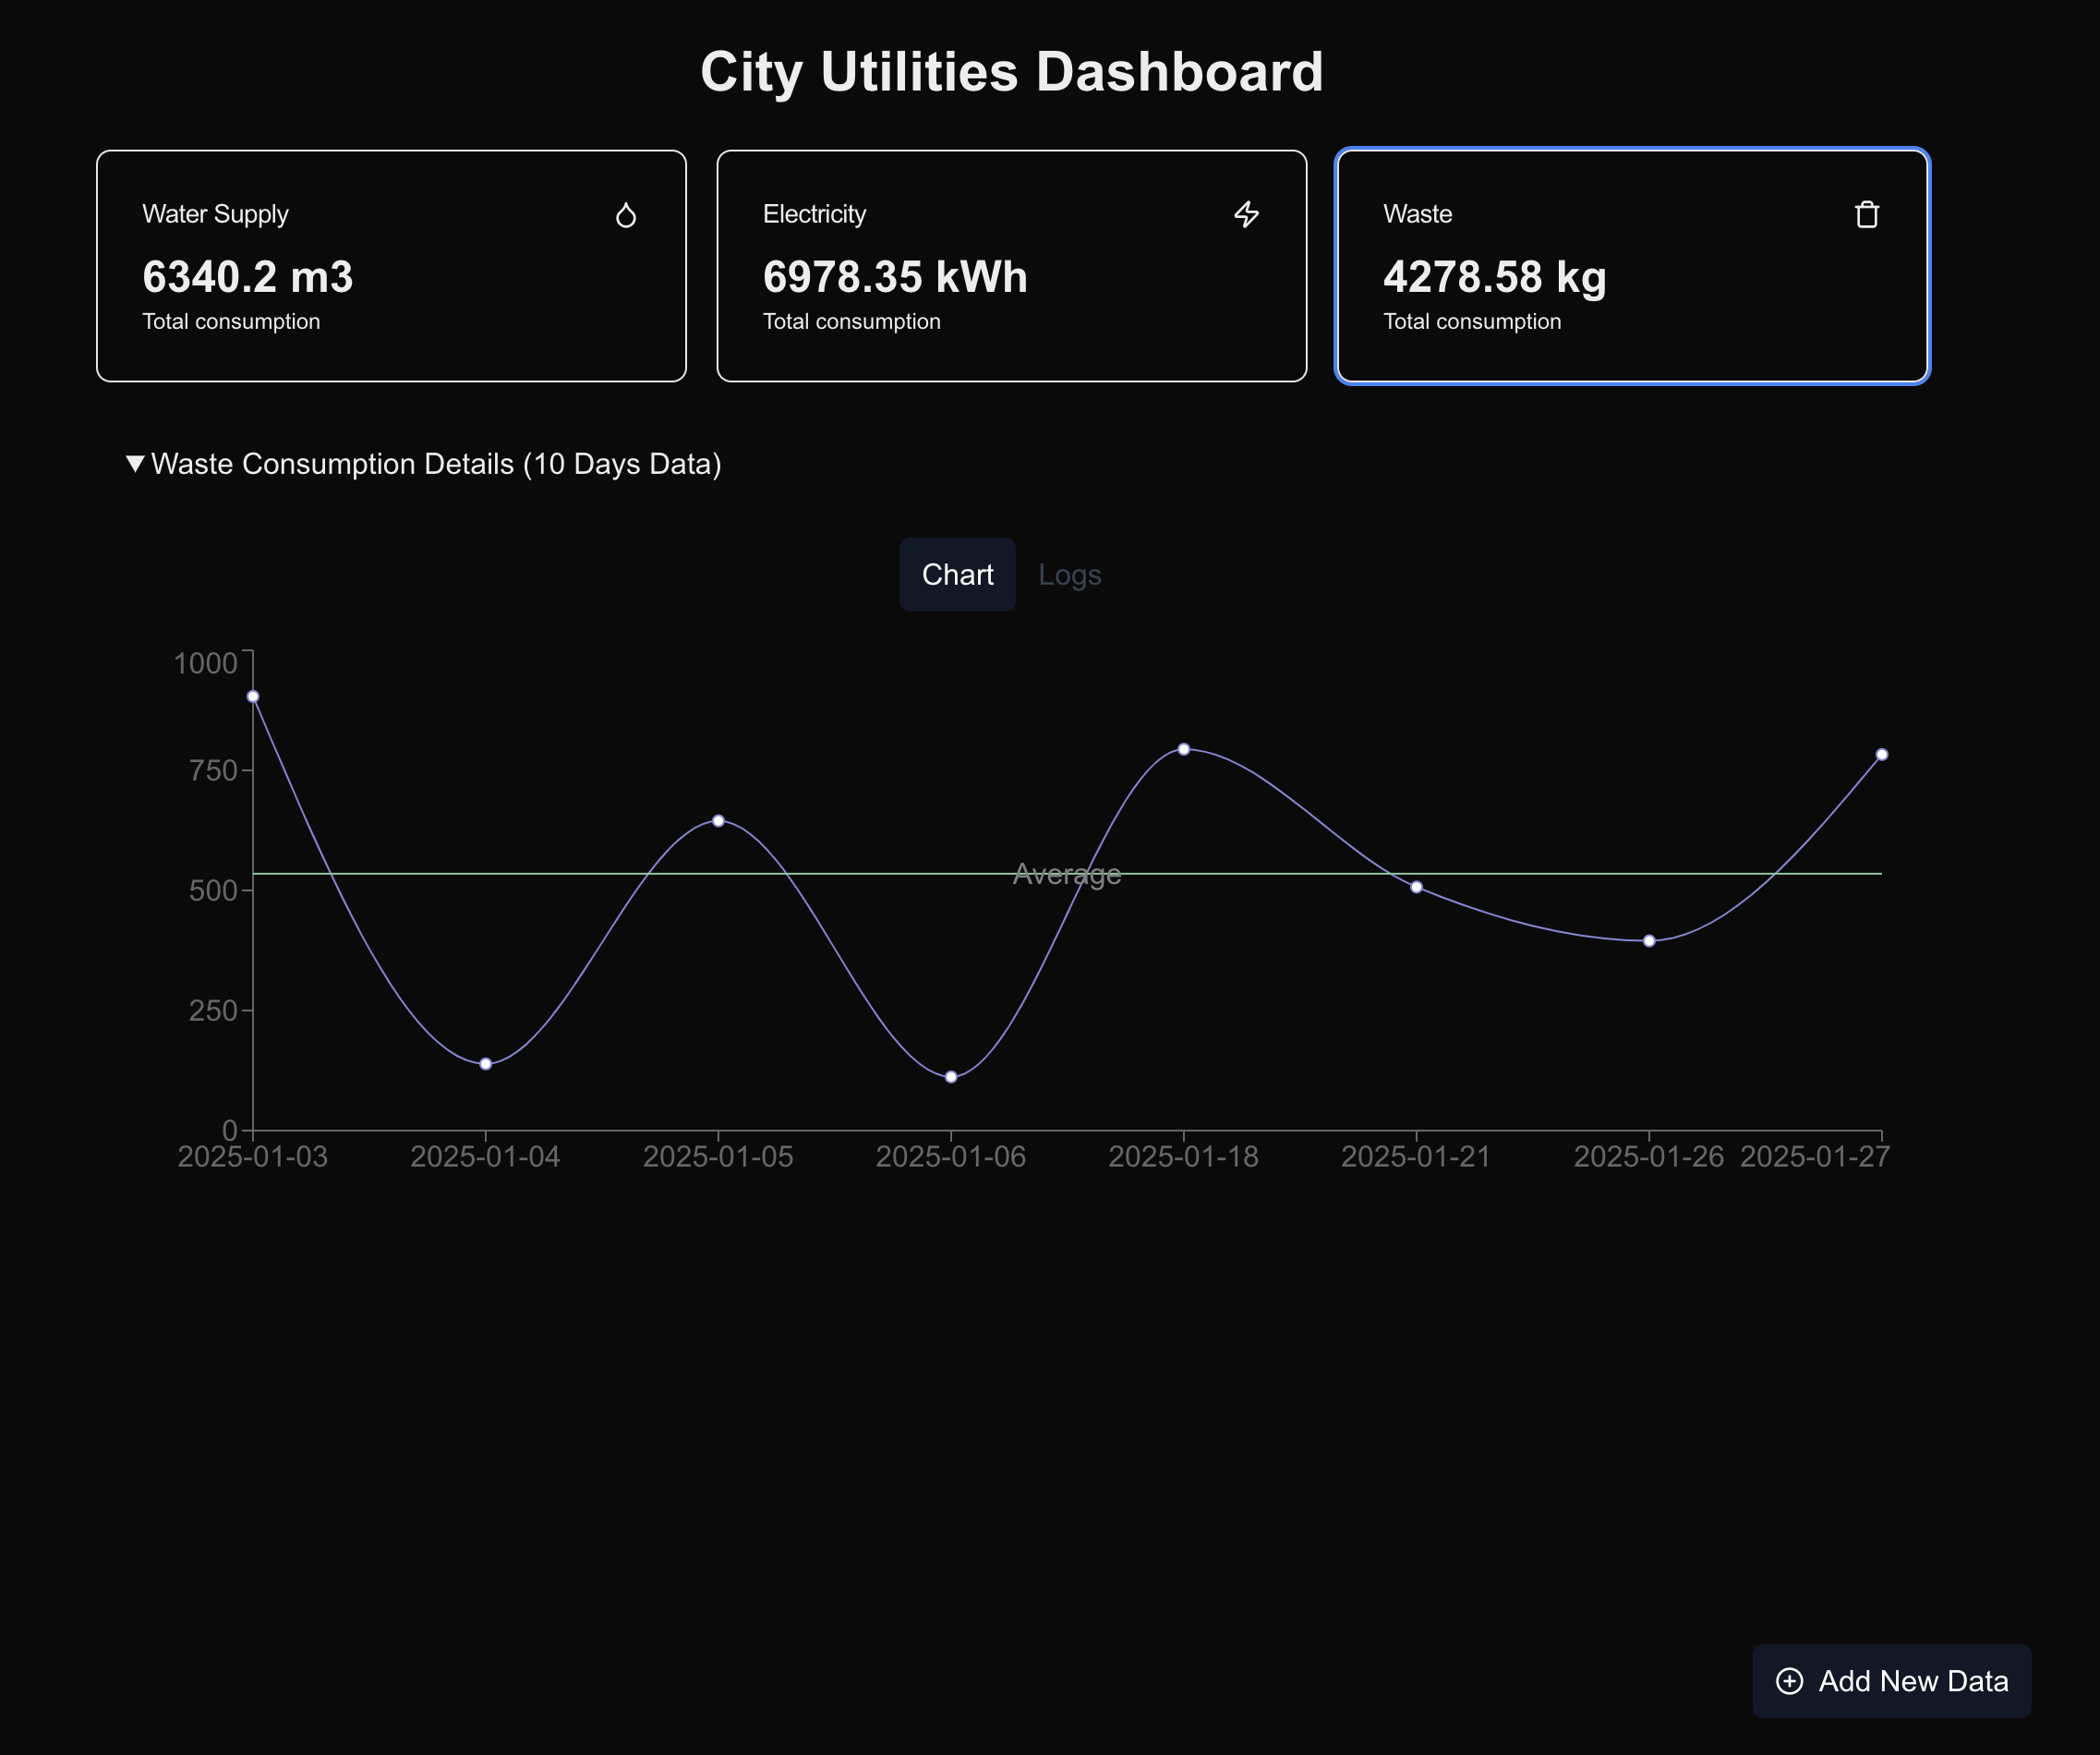 City Utilities Dashboard
Water Supply
6340.2 m3
Total consumption
Electricity
6978.35 kWh
Total consumption
Waste
4278.58 kg
Total consumption
Waste Consumption Details (10 Days Data)
Chart Logs
1000
750
500
250
0
Average
2025-01-03 2025-01-04 2025-01-05 2025-01-06 2025-01-18 2025-01-21 2025-01-26 2025-01-27
Add New Data